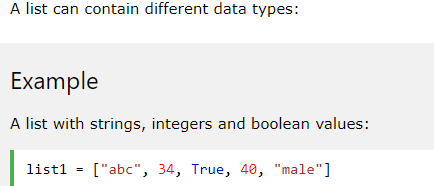 A list can contain different data types:
Example
A list with strings, integers and boolean values:
list1 = ["abc", 34, True, 40, "male"]